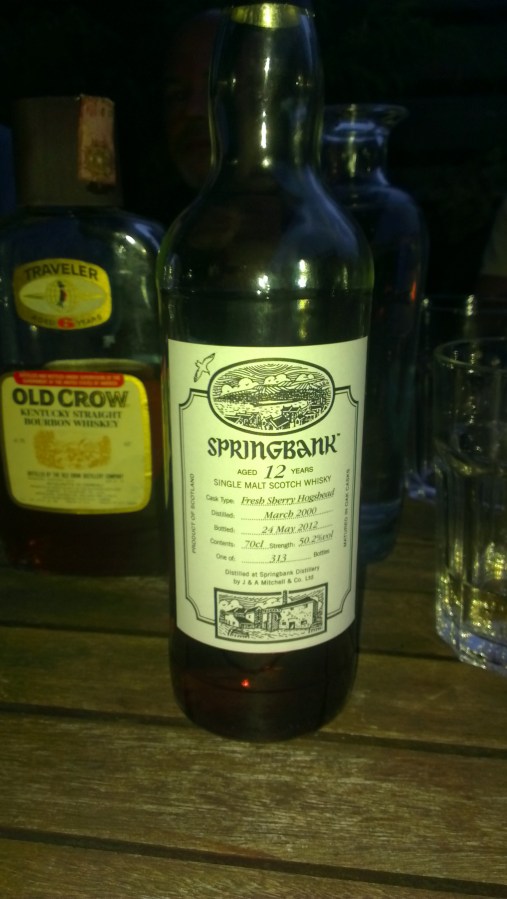 TRAVELER
AGED 6 YEARS
OLD CROW
KENTUCKY STRAIGHT
BOURBON WHISKEY
SPRINGBANK
AGED 12 YEARS
SINGLE MALT SCOTCH WHISKY
Cask Type: Fresh Sherry Hogshead
Distilled: March 2000
Bottled: 24 May 2012
Contents: 70cl Strength: 50.2%vol
One of: 313 Bottles
Distilled at Springbank Distillery
by J & A Mitchell & Co. Ltd
PRODUCT OF SCOTLAND
MATURED IN OAK CASKS